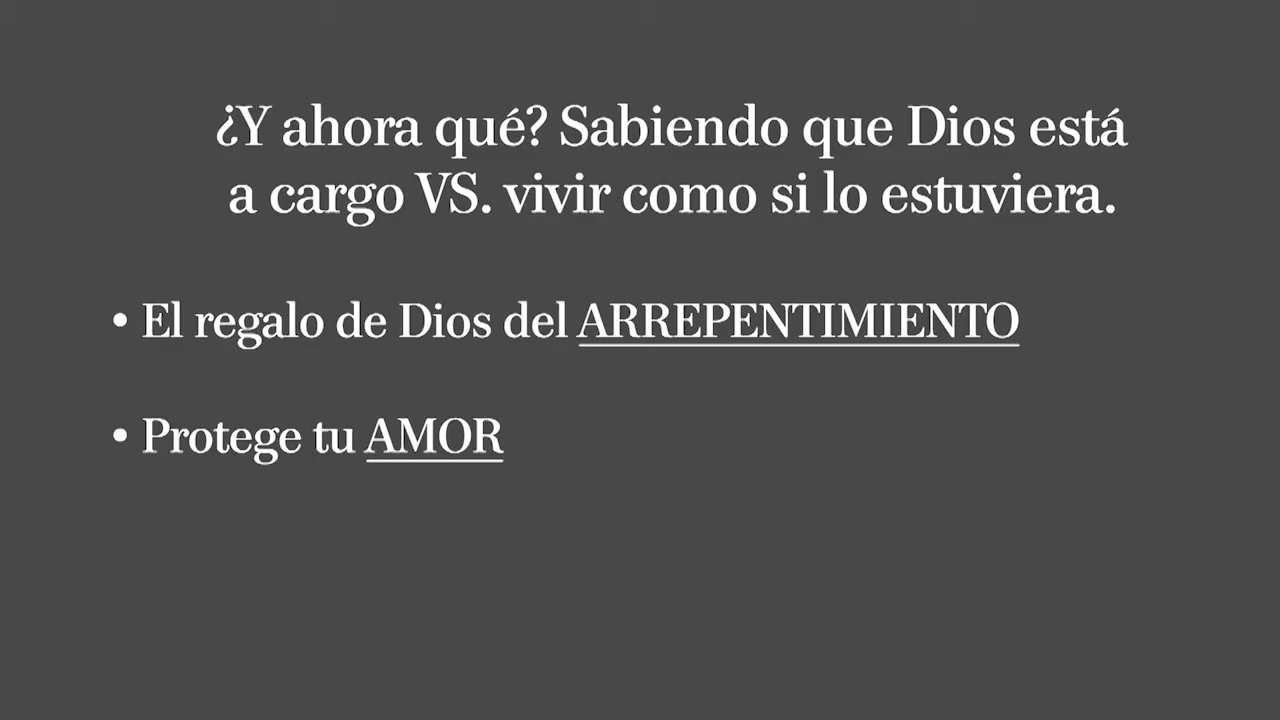 ¿Y ahora qué? Sabiendo que Dios está
a cargo VS. vivir como si lo estuviera.
• El regalo de Dios del ARREPENTIMIENTO
• Protege tu AMOR